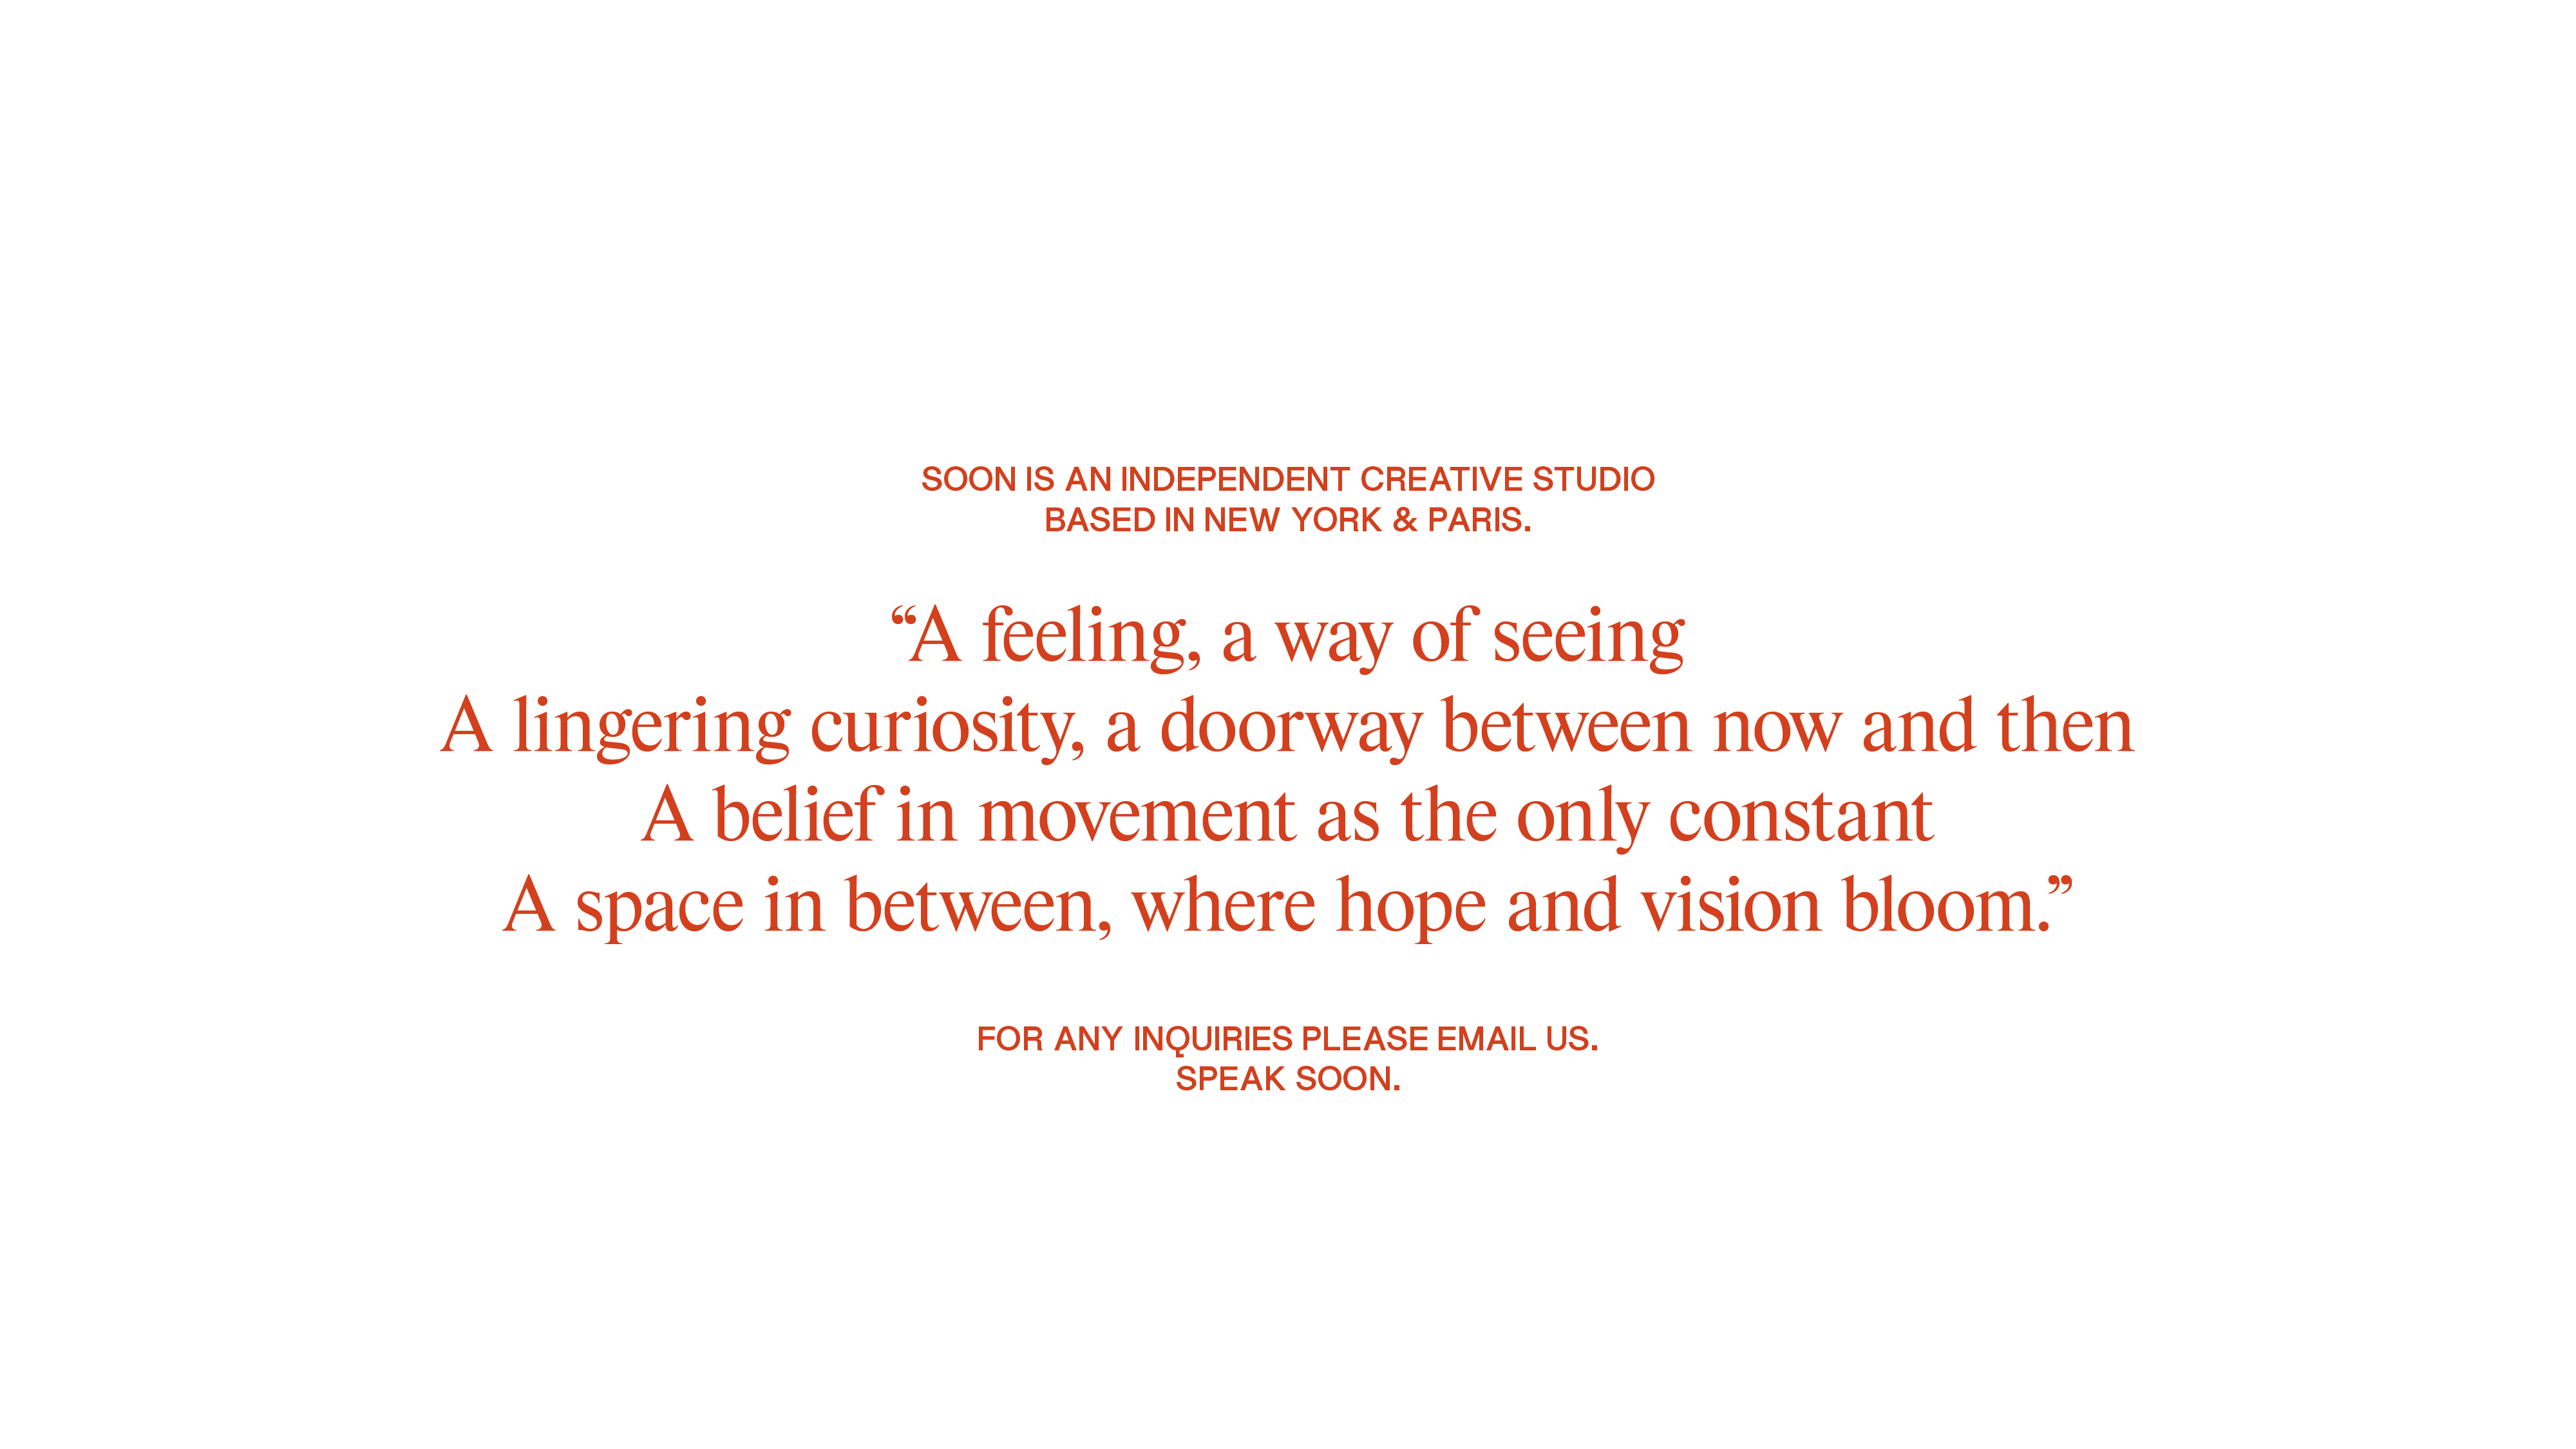 SOON IS AN INDEPENDENT CREATIVE STUDIO
BASED IN NEW YORK & PARIS.
“A feeling, a way of seeing
A lingering curiosity, a doorway between now and then
A belief in movement as the only constant
A space in between, where hope and vision bloom.”
FOR ANY INQUIRIES PLEASE EMAIL US.
SPEAK SOON.